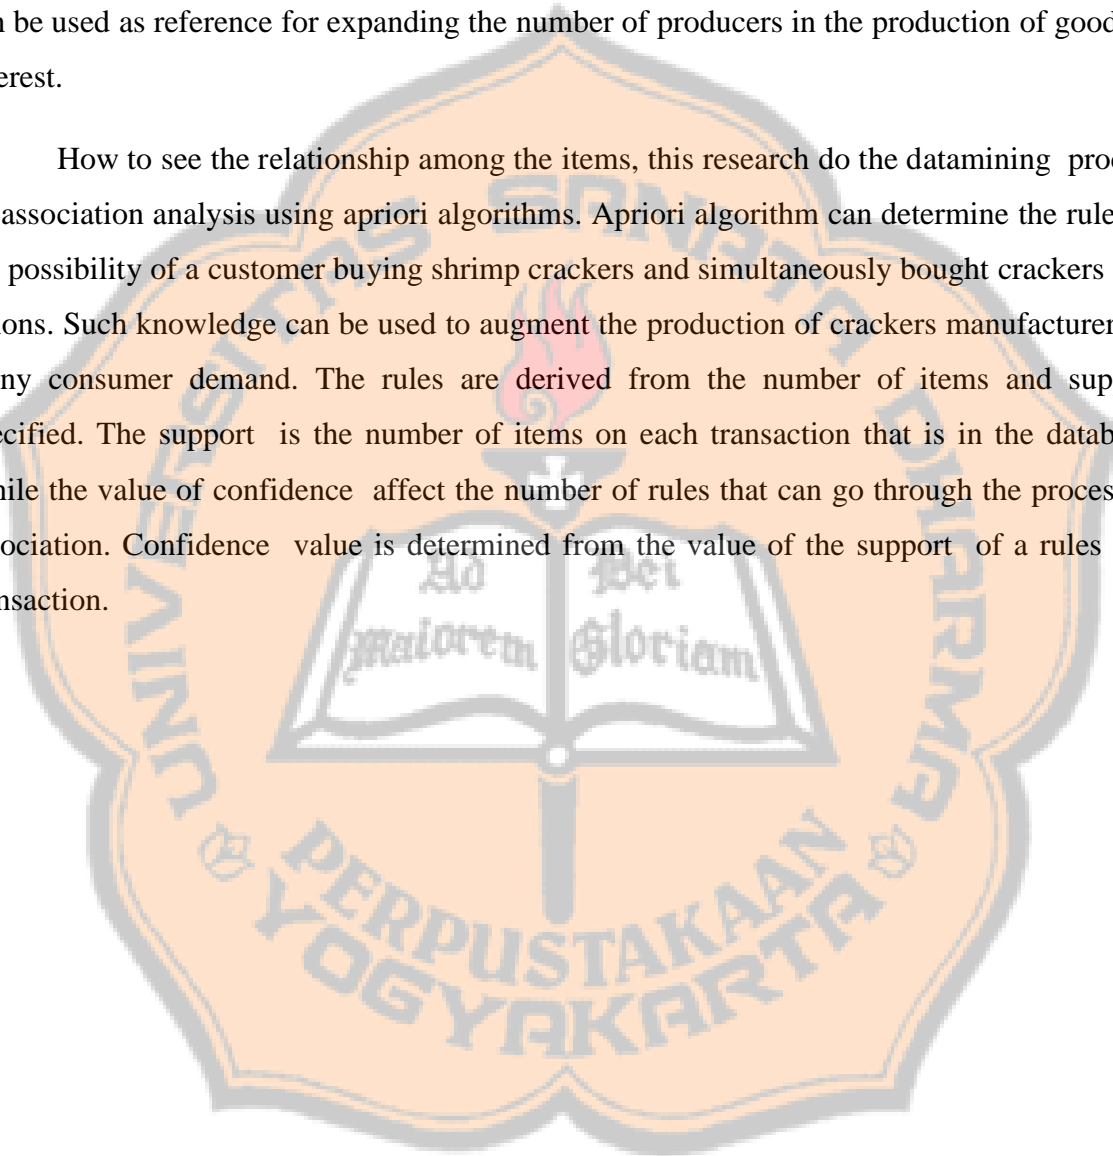 n be used as reference for expanding the number of producers in the production of good
erest.
How to see the relationship among the items, this research do the datamining proc
association analysis using apriori algorithms. Apriori algorithm can determine the rule
possibility of a customer buying shrimp crackers and simultaneously bought crackers
ions. Such knowledge can be used to augment the production of crackers manufacturer
ny consumer demand. The rules are derived from the number of items and sup
ecified. The support is the number of items on each transaction that is in the datab
hile the value of confidence affect the number of rules that can go through the proces
ociation. Confidence value is determined from the value of the support of a rules
nsaction.
UNIVERSITAS SANATA DHARMA
Ad Dei
Maiorem Gloriam
PERPUSTAKAAN
YOGYAKARTA